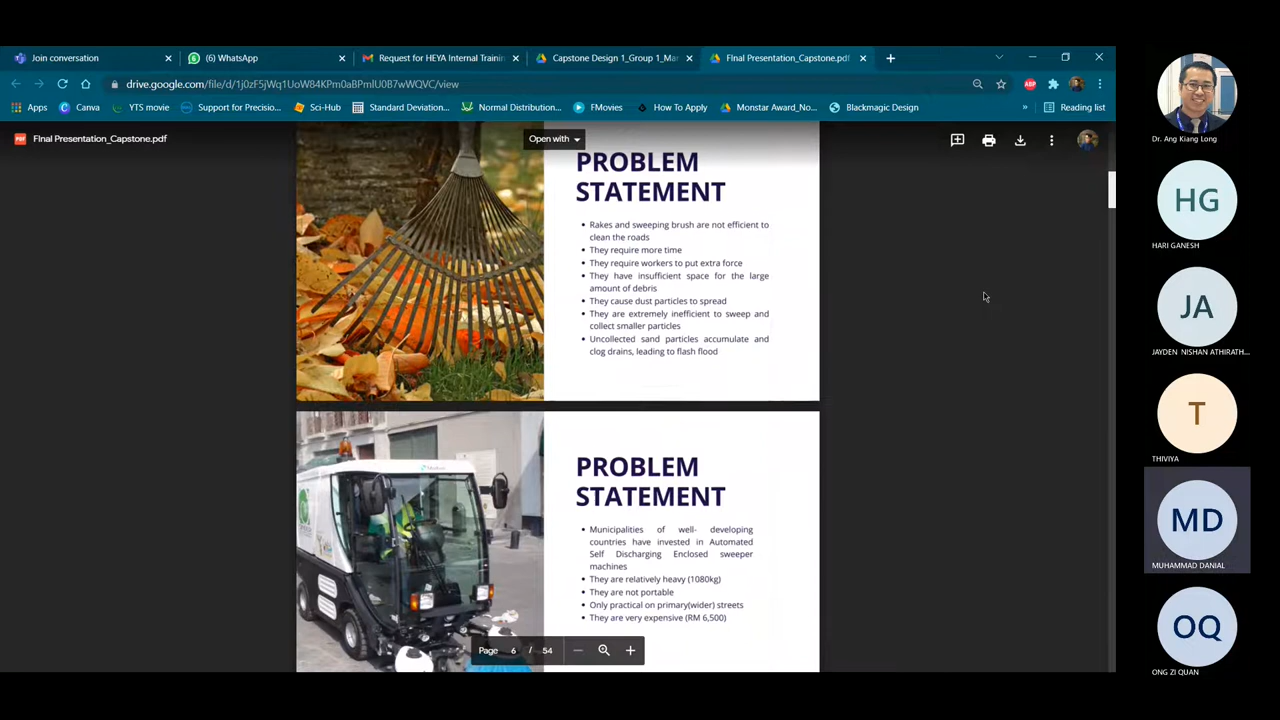 Join conversation
(6) WhatsApp
Request for HEYA Internal Trainin
Capstone Design 1_Group 1_Mar
FInal Presentation_Capstone.pdf
drive.google.com/file/d/1j0zF5jWq1UoW84KPm0aBPmlU0B7wWQVC/view
Apps
Canva
YTS movie
Support for Precisio...
Sci-Hub
Standard Deviation...
Normal Distribution...
FMovies
How To Apply
Monstar Award_No...
Blackmagic Design
»
Reading list
PDF
FInal Presentation_Capstone.pdf
Open with
PROBLEM
STATEMENT
• Rakes and sweeping brush are not efficient to
clean the roads
• They require more time
• They require workers to put extra force
• They have insufficient space for the large
amount of debris
• They cause dust particles to spread
• They are extremely inefficient to sweep and
collect smaller particles
• Uncollected sand particles accumulate and
clog drains, leading to flash flood
PROBLEM
STATEMENT
• Municipalities of well- developing
countries have invested in Automated
Self Discharging Enclosed sweeper
machines
• They are relatively heavy (1080kg)
• They are not portable
• Only practical on primary(wider) streets
• They are very expensive (RM 6,500)
Page 6 / 54
Dr. Ang Kiang Long
HG
HARI GANESH
JA
JAYDEN NISHAN ATHIRATH...
T
THIVIYA
MD
MUHAMMAD DANIAL
OQ
ONG ZI QUAN